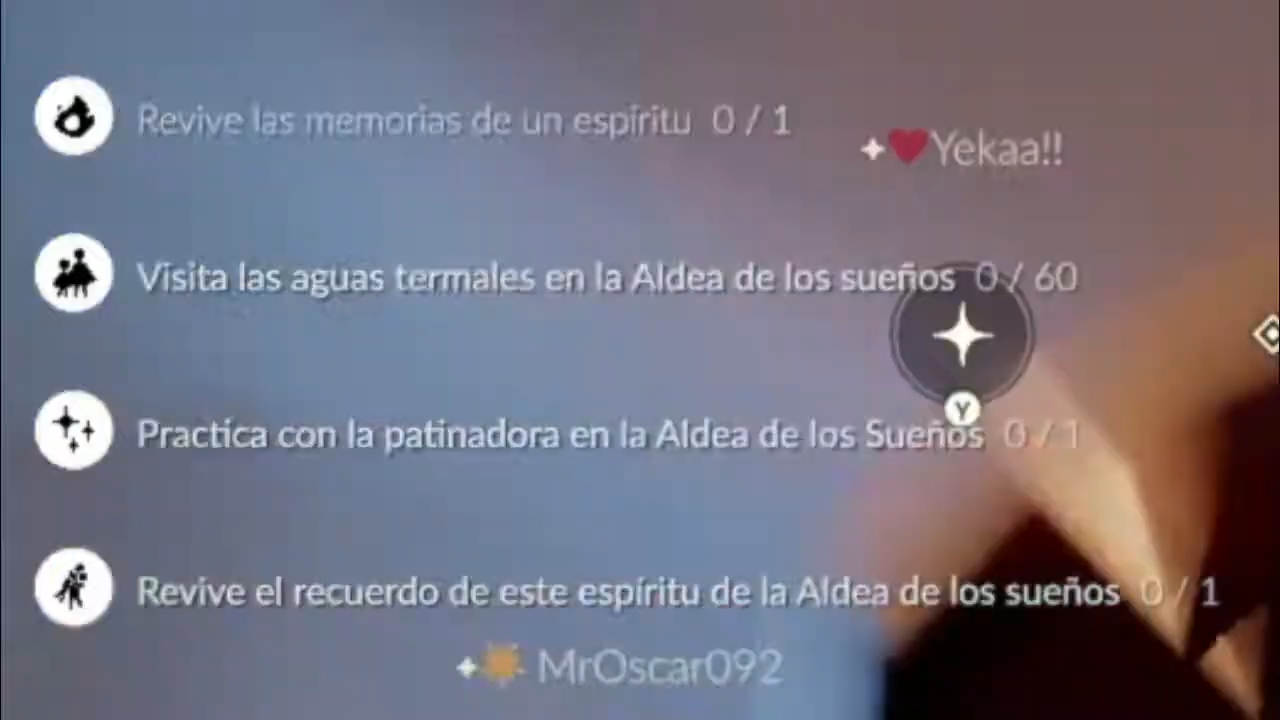 Revive las memorias de un espíritu 0 / 1
Yekaa!!
Visita las aguas termales en la Aldea de los sueños 0 / 60
Y
Practica con la patinadora en la Aldea de los Sueños 0 / 1
Revive el recuerdo de este espíritu de la Aldea de los sueños 0 / 1
MrOscar092